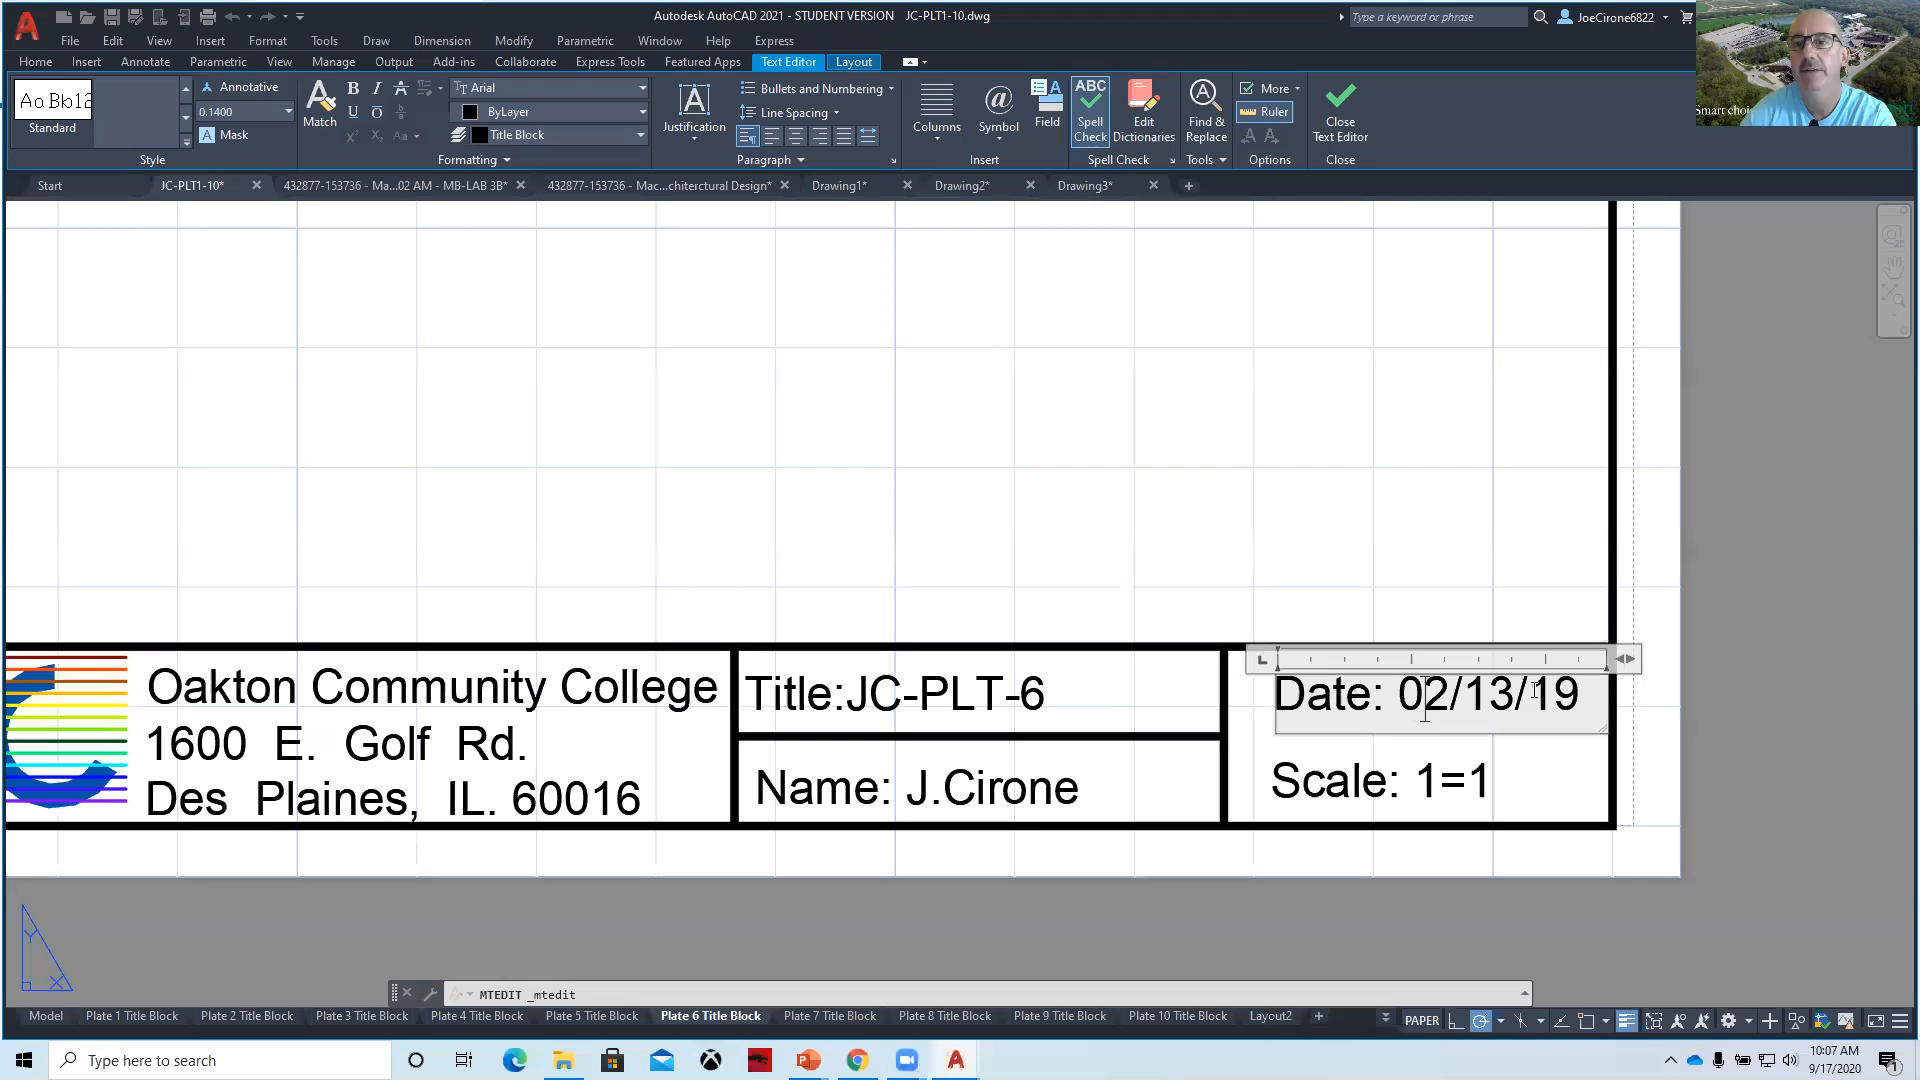 Autodesk AutoCAD 2021 - STUDENT VERSION JC-PLT1-10.dwg
Type a keyword or phrase
JoeCirone6822
File Edit View Insert Format Tools Draw Dimension Modify Parametric Window Help Express
Home Insert Annotate Parametric View Manage Output Add-ins Collaborate Express Tools Featured Apps Text Editor Layout
Smart choi
Standard
Annotative
0.1400
Mask
Style
Match
Arial
ByLayer
Title Block
Formatting
Justification
Bullets and Numbering
Line Spacing
Paragraph
Columns
Symbol
Field
Insert
ABC
Spell Check
Edit Dictionaries
Spell Check
Find & Replace
Tools
More
Ruler
Options
Close Text Editor
Close
Start
JC-PLT1-10*
432877-153736 - Ma...02 AM - MB-LAB 3B*
432877-153736 - Mac...chiterctural Design*
Drawing1*
Drawing2*
Drawing3*
Oakton Community College
1600 E. Golf Rd.
Des Plaines, IL. 60016
Title:JC-PLT-6
Name: J.Cirone
Date: 02/13/19
Scale: 1=1
Y
X
MTEDIT _mtedit
Model Plate 1 Title Block Plate 2 Title Block Plate 3 Title Block Plate 4 Title Block Plate 5 Title Block Plate 6 Title Block Plate 7 Title Block Plate 8 Title Block Plate 9 Title Block Plate 10 Title Block Layout2
PAPER
Type here to search
10:07 AM
9/17/2020